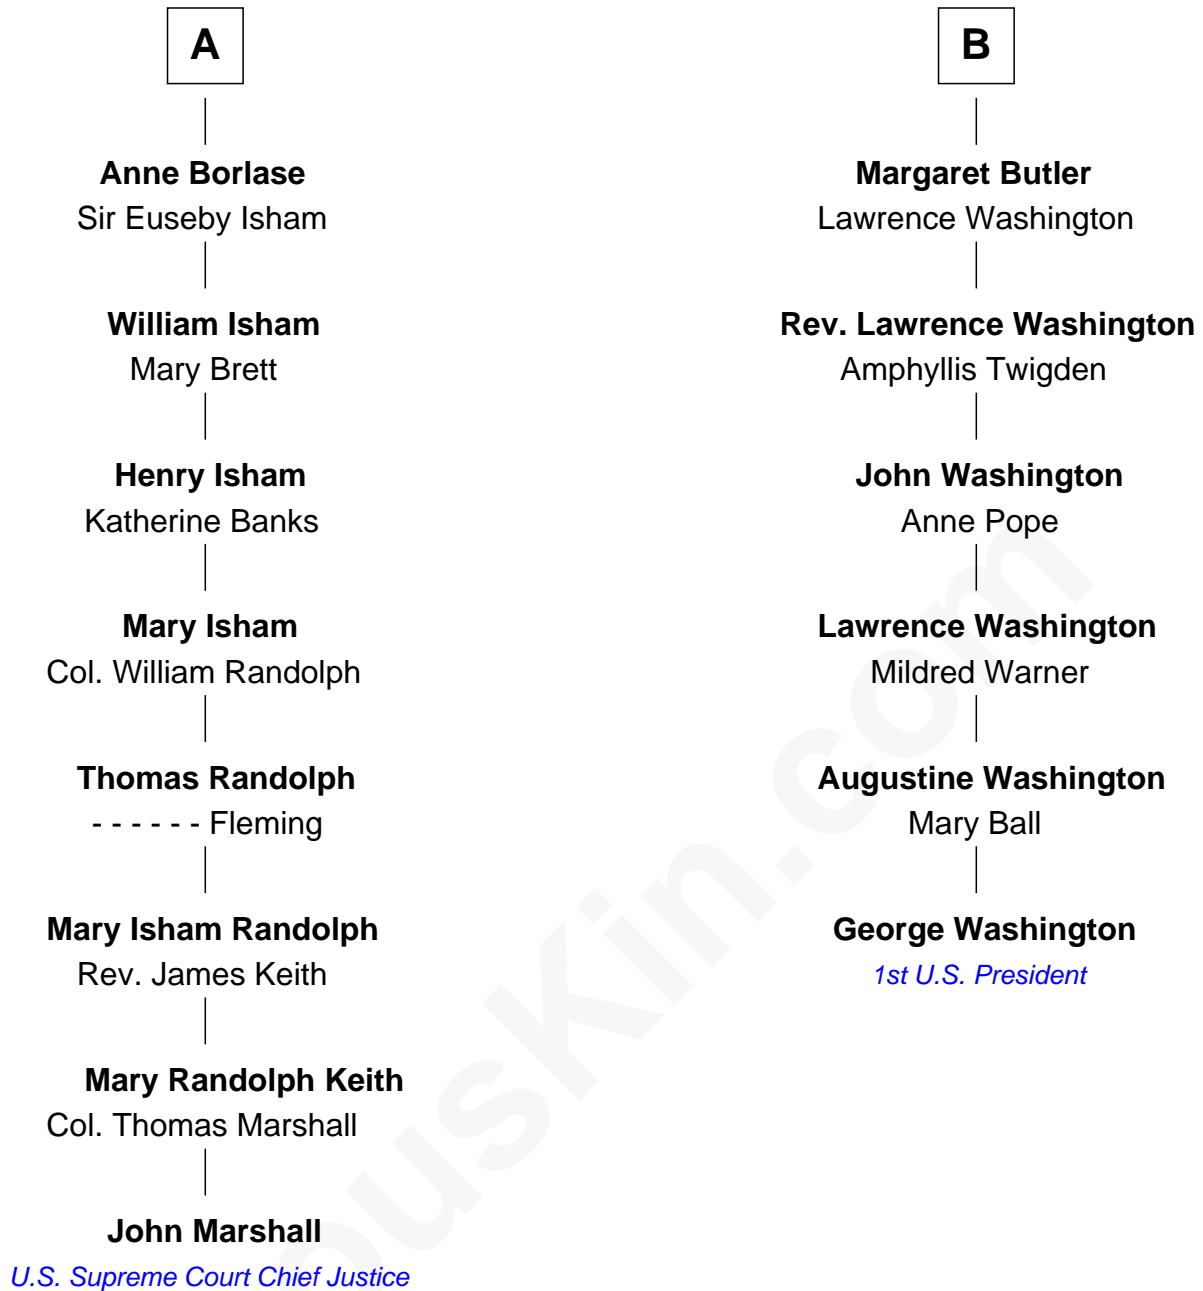 A
Anne Borlase
Sir Euseby Isham
William Isham
Mary Brett
Henry Isham
Katherine Banks
Mary Isham
Col. William Randolph
Thomas Randolph
- - - - - - Fleming
Mary Isham Randolph
Rev. James Keith
Mary Randolph Keith
Col. Thomas Marshall
John Marshall
U.S. Supreme Court Chief Justice
B
Margaret Butler
Lawrence Washington
Rev. Lawrence Washington
Amphyllis Twigden
John Washington
Anne Pope
Lawrence Washington
Mildred Warner
Augustine Washington
Mary Ball
George Washington
1st U.S. President
ousKin.com